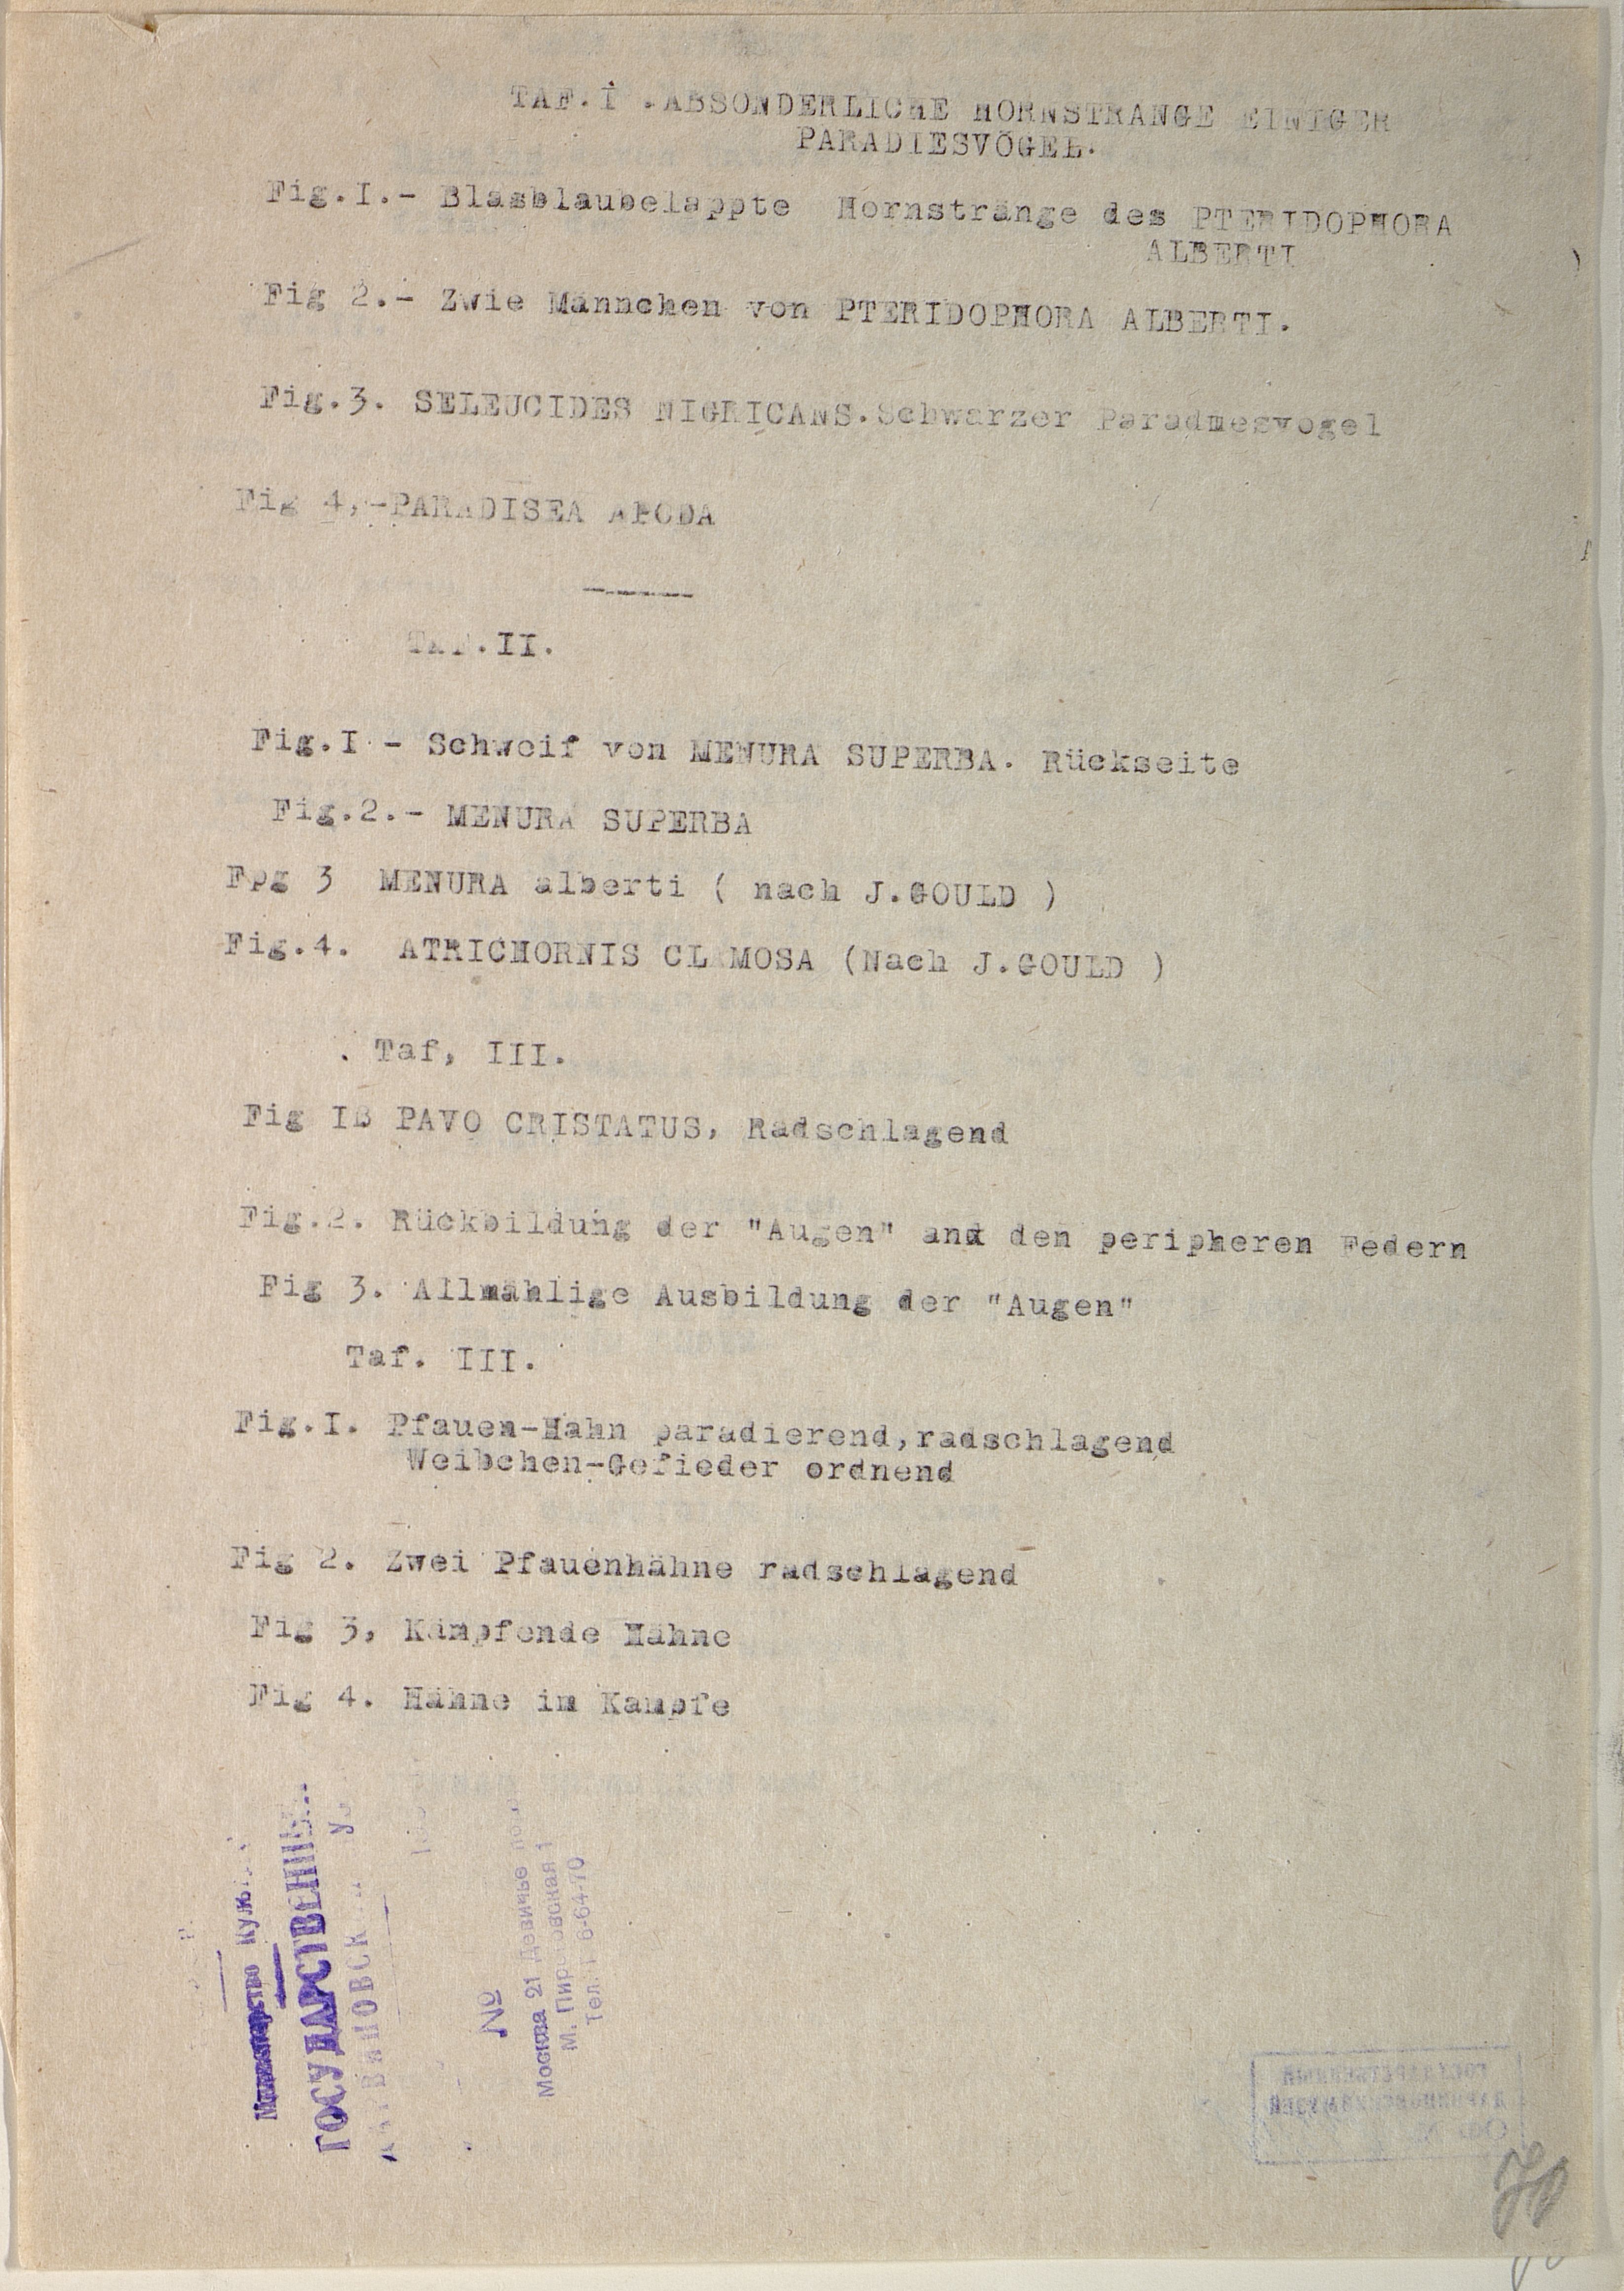 TAF.I .ABSONDERLICHE HORNSTRANGE EINIGER
PARADIESVÖGEL.
Fig.I.- Blasblaubelappte Hornstränge des PTERIDOPHORA
ALBERTI
Fig 2.- Zwie Männchen von PTERIDOPHORA ALBERTI.
Fig.3. SELEUCIDES NIGRICANS.Schwarzer Paradmesvogel
Fig 4,-PARADISEA APODA
TAF.II.
Fig.I - Schweif von MENURA SUPERBA. Rückseite
Fig.2.- MENURA SUPERBA
Fpg 3 MENURA alberti ( nach J.GOULD )
Fig.4. ATRICHORNIS CLAMOSA (Nach J.GOULD )
. Taf, III.
Fig IB PAVO CRISTATUS, Radschlagend
Fig.2. Rückbildung der "Augen" and den peripheren Federn
Fig 3. Allmählige Ausbildung der "Augen"
Taf. III.
Fig.I. Pfauen-Hahn paradierend,radschlagend
Weibchen-Gefieder ordnend
Fig 2. Zwei Pfauenhähne radschlagend
Fig 3, Kämpfende Hähne
Fig 4. Hähne im Kampfe
Министерство
ГОСУДАРСТВЕННЫ
№
Москва 21 Девичье
М. Пироговская 1
Тел. Г 6-64-70